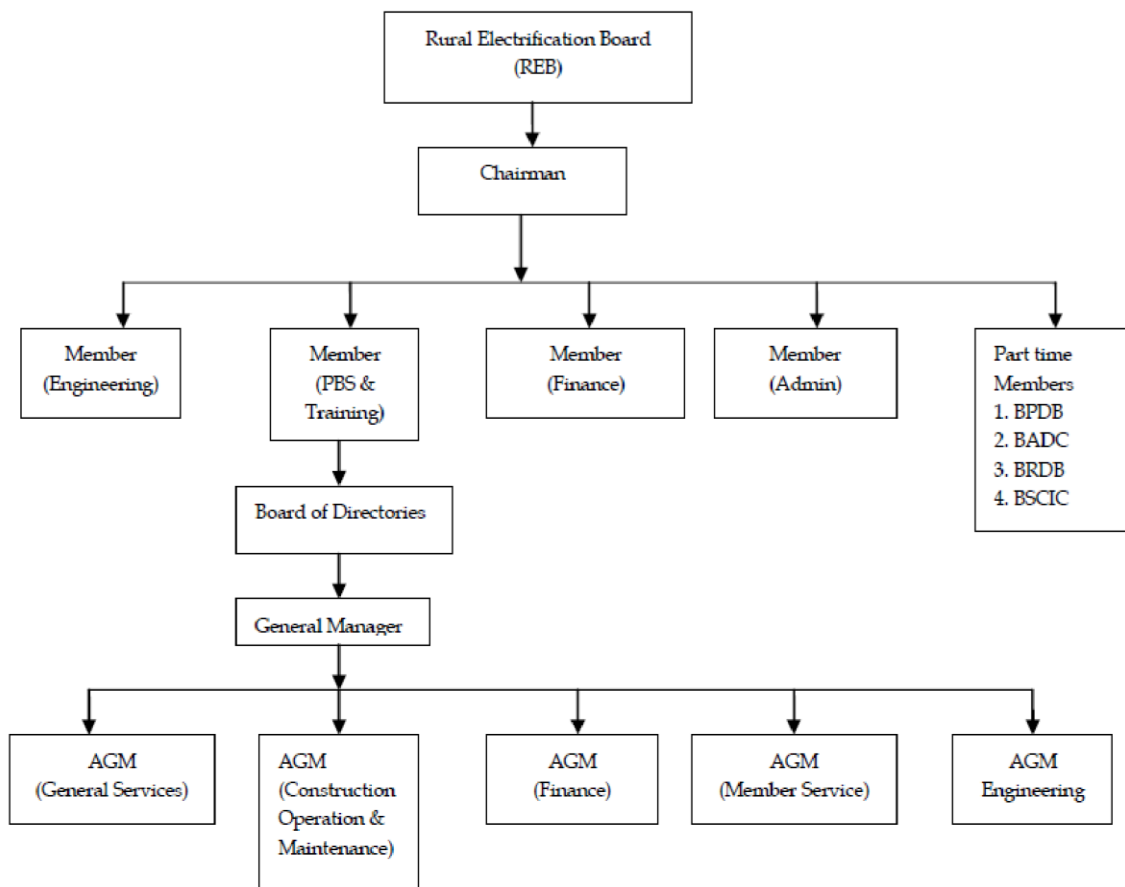 Rural Electrification Board
(REB)
Chairman
Member
(Engineering)
Member
(PBS &
Training)
Member
(Finance)
Member
(Admin)
Part time
Members
1. BPDB
2. BADC
3. BRDB
4. BSCIC
Board of Directories
General Manager
AGM
(General Services)
AGM
(Construction
Operation &
Maintenance)
AGM
(Finance)
AGM
(Member Service)
AGM
Engineering